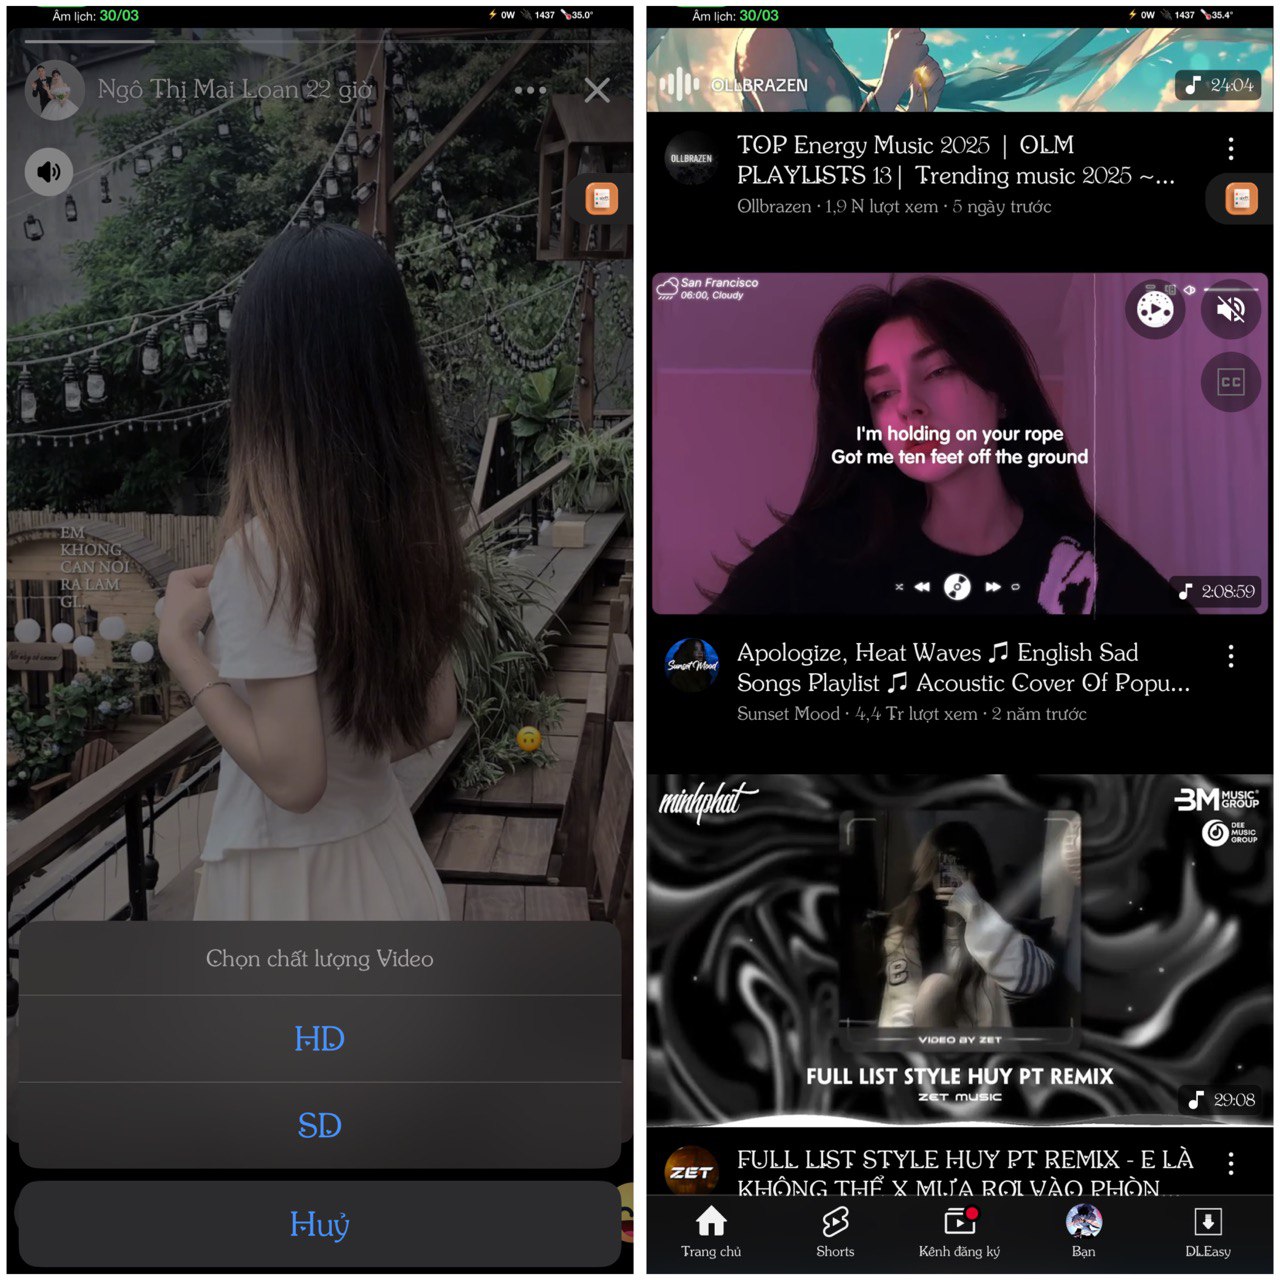 Âm lịch: 30/03
0W 1437 35.0°
Ngô Thị Mai Loan 22 giờ
EM
KHÔNG
CẦN NÓI
RA LÀM
GÌ...
Chọn chất lượng Video
HD
SD
Huỷ
Âm lịch: 30/03
0W 1437 35.4°
OLLBRAZEN
24:04
OLLBRAZEN
TOP Energy Music 2025 | OLM
PLAYLISTS 13| Trending music 2025 ~...
Ollbrazen · 1,9 N lượt xem · 5 ngày trước
San Francisco
06:00, Cloudy
CC
I'm holding on your rope
Got me ten feet off the ground
2:08:59
Sunset Mood
Apologize, Heat Waves ♫ English Sad
Songs Playlist ♫ Acoustic Cover Of Popu...
Sunset Mood · 4,4 Tr lượt xem · 2 năm trước
minhphat
BM MUSIC GROUP
DEE MUSIC GROUP
B
VIDEO BY ZET
FULL LIST STYLE HUY PT REMIX
ZET MUSIC
29:08
ZET
FULL LIST STYLE HUY PT REMIX - E LÀ
KHÔNG THỂ X MƯA RƠI VÀO PHÒN...
Trang chủ
Shorts
Kênh đăng ký
Bạn
DLEasy